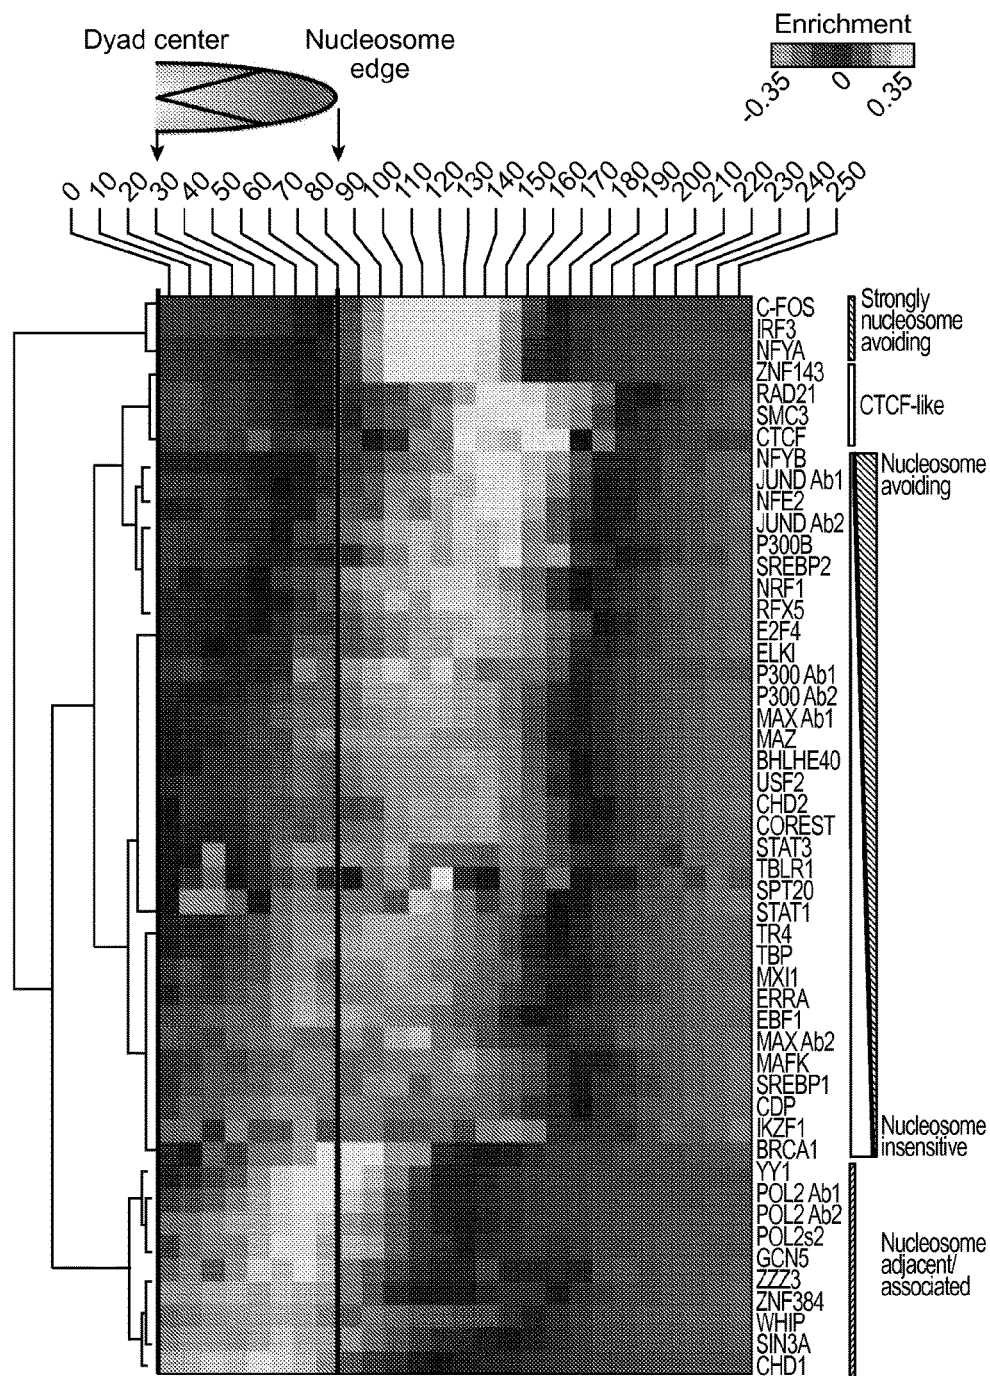 Dyad center
Nucleosome
edge
Enrichment
-0.35
0
0.35
0
10
20
30
40
50
60
70
80
90
100
110
120
130
140
150
160
170
180
190
200
210
220
230
240
250
C-FOS
IRF3
NFYA
ZNF143
RAD21
SMC3
CTCF
NFYB
JUND Ab1
NFE2
JUND Ab2
P300B
SREBP2
NRF1
RFX5
E2F4
ELKI
P300 Ab1
P300 Ab2
MAX Ab1
MAZ
BHLHE40
USF2
CHD2
COREST
STAT3
TBLR1
SPT20
STAT1
TR4
TBP
MXI1
ERRA
EBF1
MAX Ab2
MAFK
SREBP1
CDP
IKZF1
BRCA1
YY1
POL2 Ab1
POL2 Ab2
POL2s2
GCN5
ZZZ3
ZNF384
WHIP
SIN3A
CHD1
Strongly
nucleosome
avoiding
CTCF-like
Nucleosome
avoiding
Nucleosome
insensitive
Nucleosome
adjacent/
associated